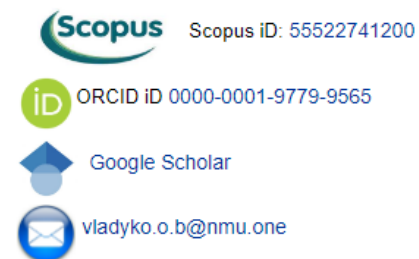 Scopus Scopus iD: 55522741200
iD ORCID iD 0000-0001-9779-9565
Google Scholar
vladyko.o.b@nmu.one